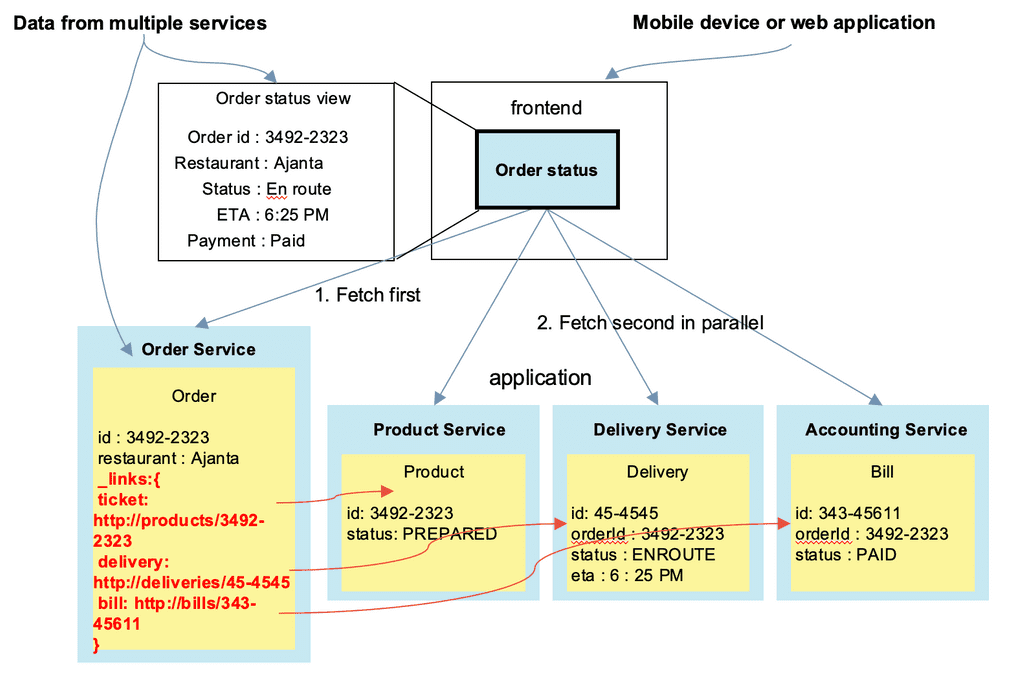 Data from multiple services
Mobile device or web application
Order status view
Order id : 3492-2323
Restaurant : Ajanta
Status : En route
ETA : 6:25 PM
Payment : Paid
frontend
Order status
1. Fetch first
2. Fetch second in parallel
application
Order Service
Order
id : 3492-2323
restaurant : Ajanta
_links:{
ticket:
http://products/3492-
2323
delivery:
http://deliveries/45-4545
bill: http://bills/343-
45611
}
Product Service
Product
id: 3492-2323
status: PREPARED
Delivery Service
Delivery
id: 45-4545
orderId : 3492-2323
status : ENROUTE
eta : 6 : 25 PM
Accounting Service
Bill
id: 343-45611
orderId : 3492-2323
status : PAID